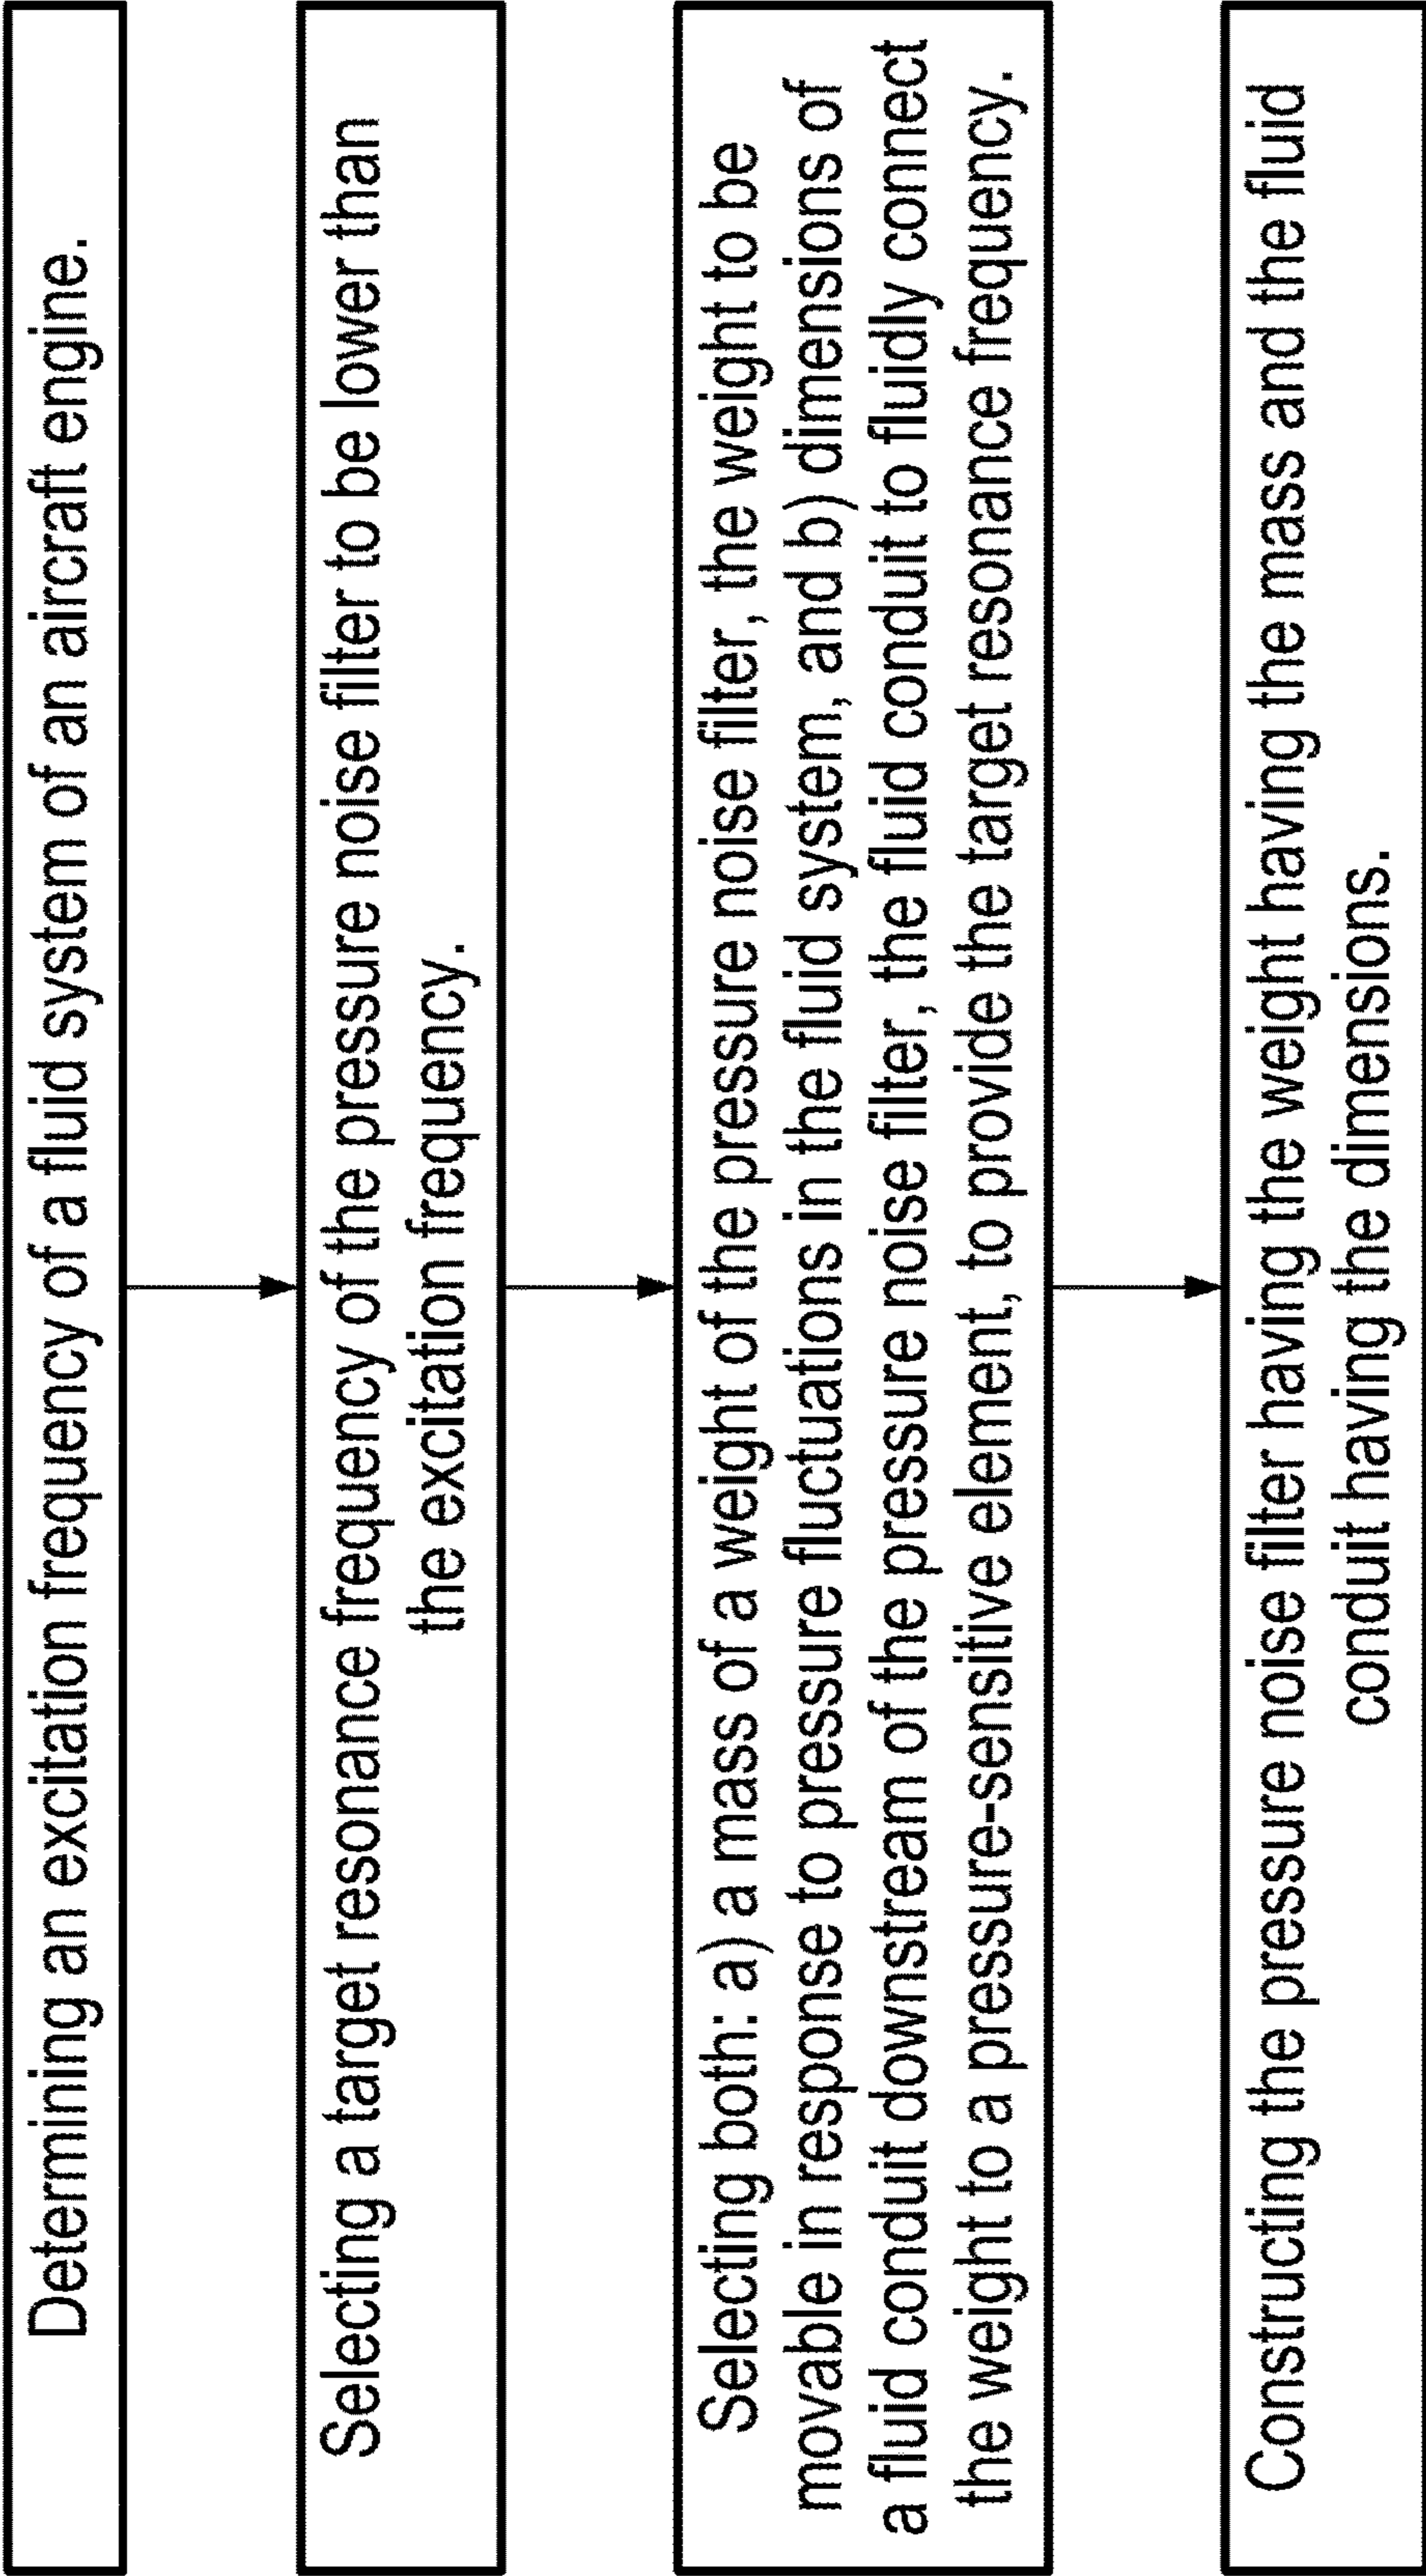 Determining an excitation frequency of a fluid system of an aircraft engine.
Selecting a target resonance frequency of the pressure noise filter to be lower than
the excitation frequency.
Selecting both: a) a mass of a weight of the pressure noise filter, the weight to be
movable in response to pressure fluctuations in the fluid system, and b) dimensions of
a fluid conduit downstream of the pressure noise filter, the fluid conduit to fluidly connect
the weight to a pressure-sensitive element, to provide the target resonance frequency.
Constructing the pressure noise filter having the weight having the mass and the fluid
conduit having the dimensions.